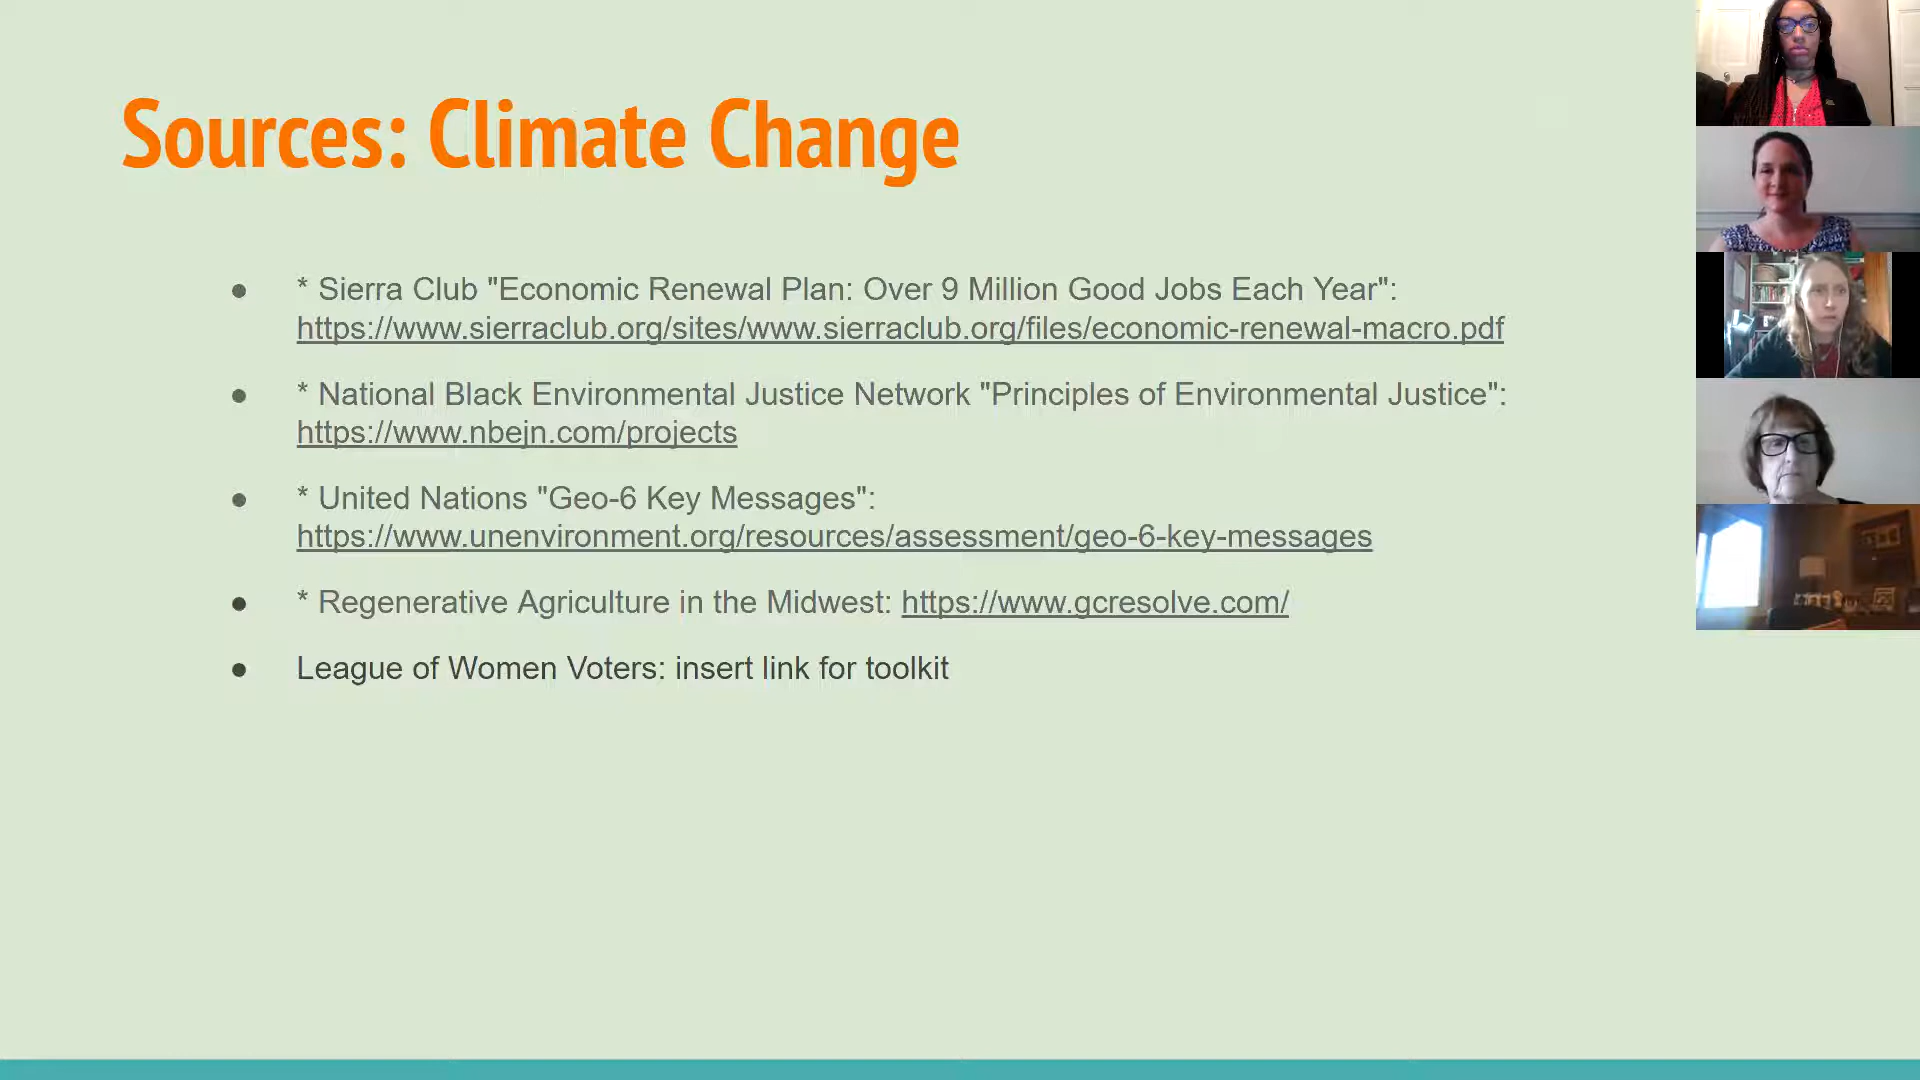 Sources: Climate Change
● * Sierra Club "Economic Renewal Plan: Over 9 Million Good Jobs Each Year":
https://www.sierraclub.org/sites/www.sierraclub.org/files/economic-renewal-macro.pdf
● * National Black Environmental Justice Network "Principles of Environmental Justice":
https://www.nbejn.com/projects
● * United Nations "Geo-6 Key Messages":
https://www.unenvironment.org/resources/assessment/geo-6-key-messages
● * Regenerative Agriculture in the Midwest: https://www.gcresolve.com/
● League of Women Voters: insert link for toolkit